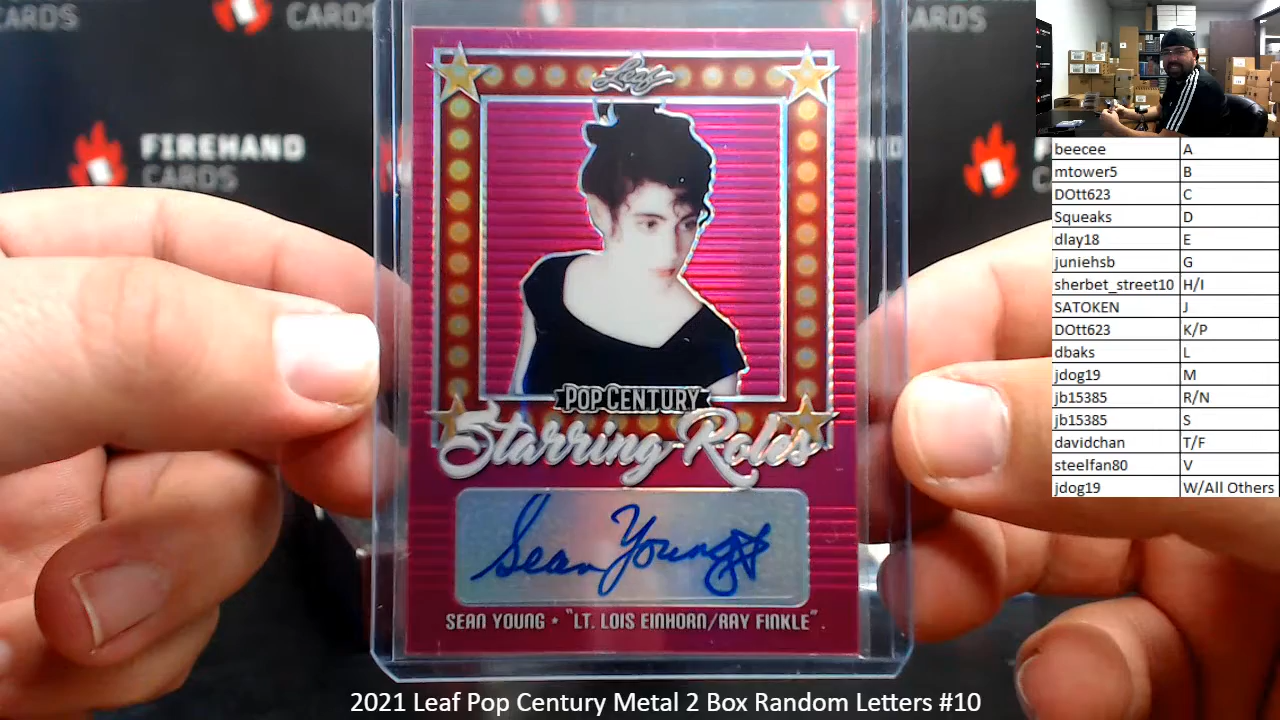 CARDS
CARDS
FIREHAND
CARDS
Leaf
POP CENTURY
Starring Roles
Sean Young
SEAN YOUNG ★ "LT. LOIS EINHORN/RAY FINKLE".
beecee A
mtower5 B
DOtt623 C
Squeaks D
dlay18 E
juniehsb G
sherbet_street10 H/I
SATOKEN J
DOtt623 K/P
dbaks L
jdog19 M
jb15385 R/N
jb15385 S
davidchan T/F
steelfan80 V
jdog19 W/All Others
2021 Leaf Pop Century Metal 2 Box Random Letters #10